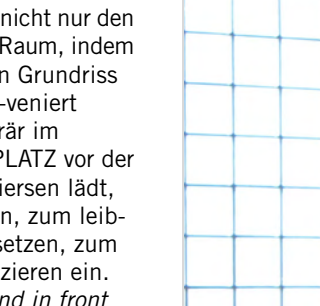 nicht nur den
Raum, indem
n Grundriss
-veniert
rär im
PLATZ vor der
iersen lädt,
n, zum leib-
setzen, zum
zieren ein.
nd in front